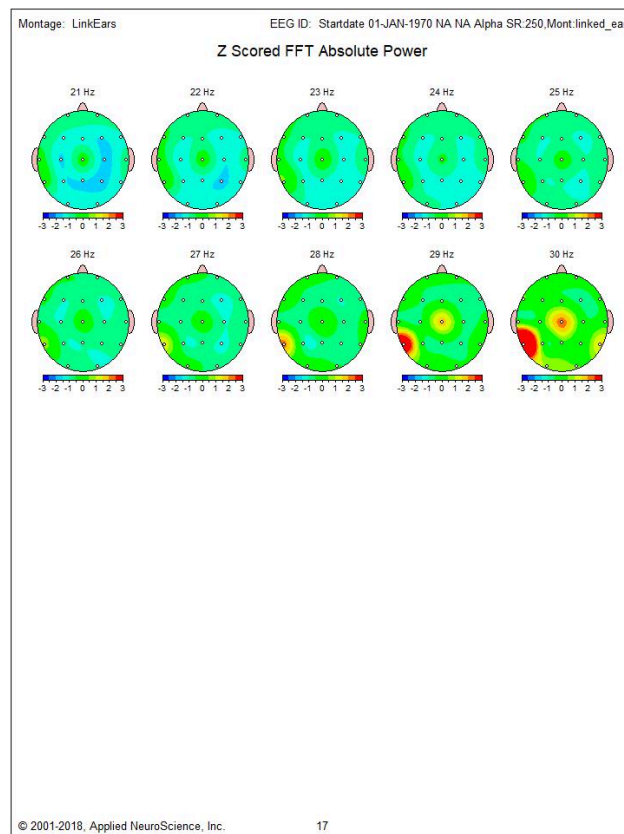 Montage: LinkEars EEG ID: Startdate 01-JAN-1970 NA NA Alpha SR:250,Mont:linked_ear
Z Scored FFT Absolute Power
21 Hz 22 Hz 23 Hz 24 Hz 25 Hz
-3 -2 -1 0 1 2 3 -3 -2 -1 0 1 2 3 -3 -2 -1 0 1 2 3 -3 -2 -1 0 1 2 3 -3 -2 -1 0 1 2 3
26 Hz 27 Hz 28 Hz 29 Hz 30 Hz
-3 -2 -1 0 1 2 3 -3 -2 -1 0 1 2 3 -3 -2 -1 0 1 2 3 -3 -2 -1 0 1 2 3 -3 -2 -1 0 1 2 3
© 2001-2018, Applied NeuroScience, Inc. 17